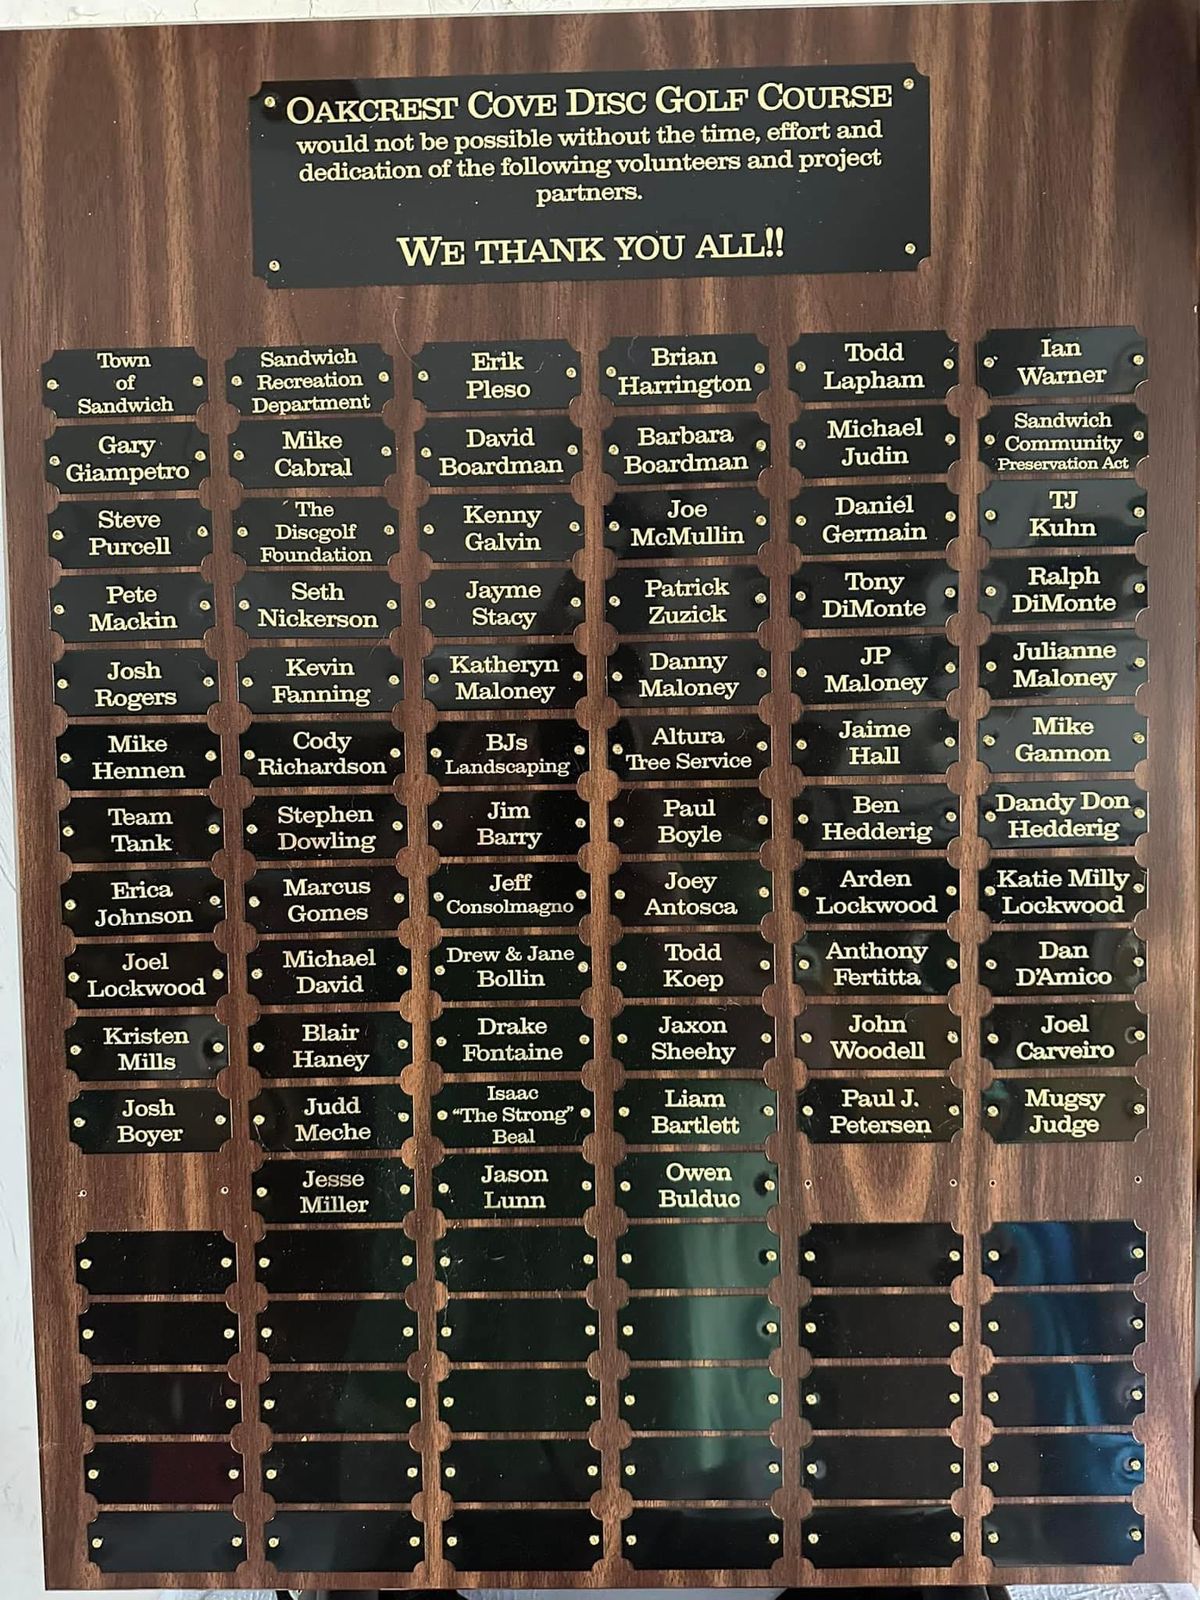 OAKCREST COVE DISC GOLF COURSE
would not be possible without the time, effort and
dedication of the following volunteers and project
partners.
WE THANK YOU ALL!!
Town
of
Sandwich
Sandwich
Recreation
Department
Erik
Pleso
Brian
Harrington
Todd
Lapham
Ian
Warner
Gary
Giampetro
Mike
Cabral
David
Boardman
Barbara
Boardman
Michael
Judin
Sandwich
Community
Preservation Act
Steve
Purcell
The
Discgolf
Foundation
Kenny
Galvin
Joe
McMullin
Daniel
Germain
TJ
Kuhn
Pete
Mackin
Seth
Nickerson
Jayme
Stacy
Patrick
Zuzick
Tony
DiMonte
Ralph
DiMonte
Josh
Rogers
Kevin
Fanning
Katheryn
Maloney
Danny
Maloney
JP
Maloney
Julianne
Maloney
Mike
Hennen
Cody
Richardson
BJs
Landscaping
Altura
Tree Service
Jaime
Hall
Mike
Gannon
Team
Tank
Stephen
Dowling
Jim
Barry
Paul
Boyle
Ben
Hedderig
Dandy Don
Hedderig
Erica
Johnson
Marcus
Gomes
Jeff
Consolmagno
Joey
Antosca
Arden
Lockwood
Katie Milly
Lockwood
Joel
Lockwood
Michael
David
Drew & Jane
Bollin
Todd
Koep
Anthony
Fertitta
Dan
D'Amico
Kristen
Mills
Blair
Haney
Drake
Fontaine
Jaxon
Sheehy
John
Woodell
Joel
Carveiro
Josh
Boyer
Judd
Meche
Isaac
"The Strong"
Beal
Liam
Bartlett
Paul J.
Petersen
Mugsy
Judge
Jesse
Miller
Jason
Lunn
Owen
Bulduc